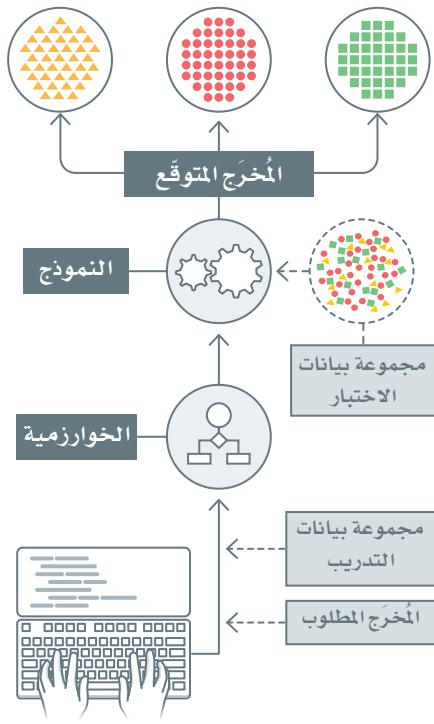 المُخرَج المتوقّع
النموذج
مجموعة بيانات
الاختبار
الخوارزمية
مجموعة بيانات
التدريب
المُخرَج المطلوب